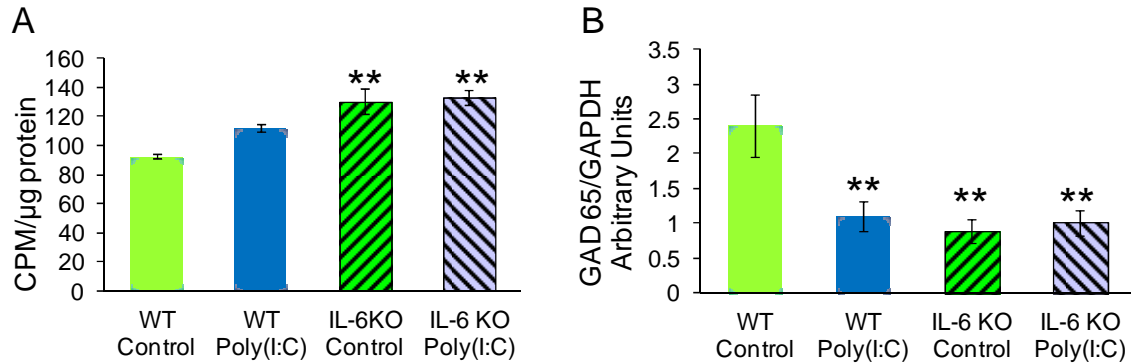 A
CPM/µg protein
160
140
120
100
80
60
40
20
0
**
**
WT
Control
WT
Poly(I:C)
IL-6KO
Control
IL-6 KO
Poly(I:C)
B
GAD 65/GAPDH
Arbitrary Units
3.5
3
2.5
2
1.5
1
0.5
0
**
**
**
WT
Control
WT
Poly(I:C)
IL-6 KO
Control
IL-6 KO
Poly(I:C)